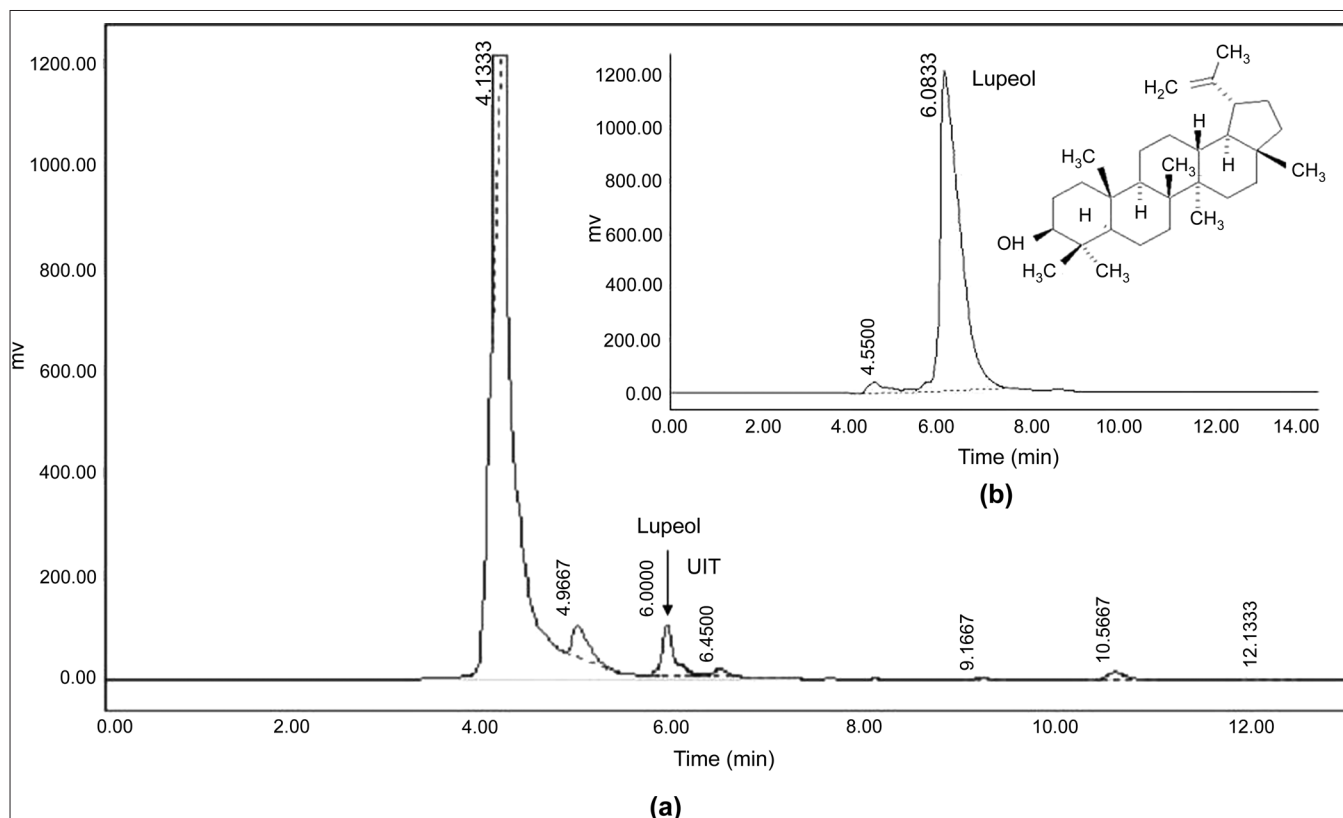 1200.00
1000.00
800.00
600.00
400.00
200.00
0.00
mv
4.1333
4.9667
6.0000
Lupeol
UIT
6.4500
9.1667
10.5667
12.1333
0.00 2.00 4.00 6.00 8.00 10.00 12.00
Time (min)
(a)
1200.00
1000.00
800.00
600.00
400.00
200.00
0.00
mv
4.5500
6.0833
Lupeol
CH3
H2C
H
H3C
CH3
H
CH3
H
H
CH3
OH
H3C
CH3
0.00 2.00 4.00 6.00 8.00 10.00 12.00 14.00
Time (min)
(b)